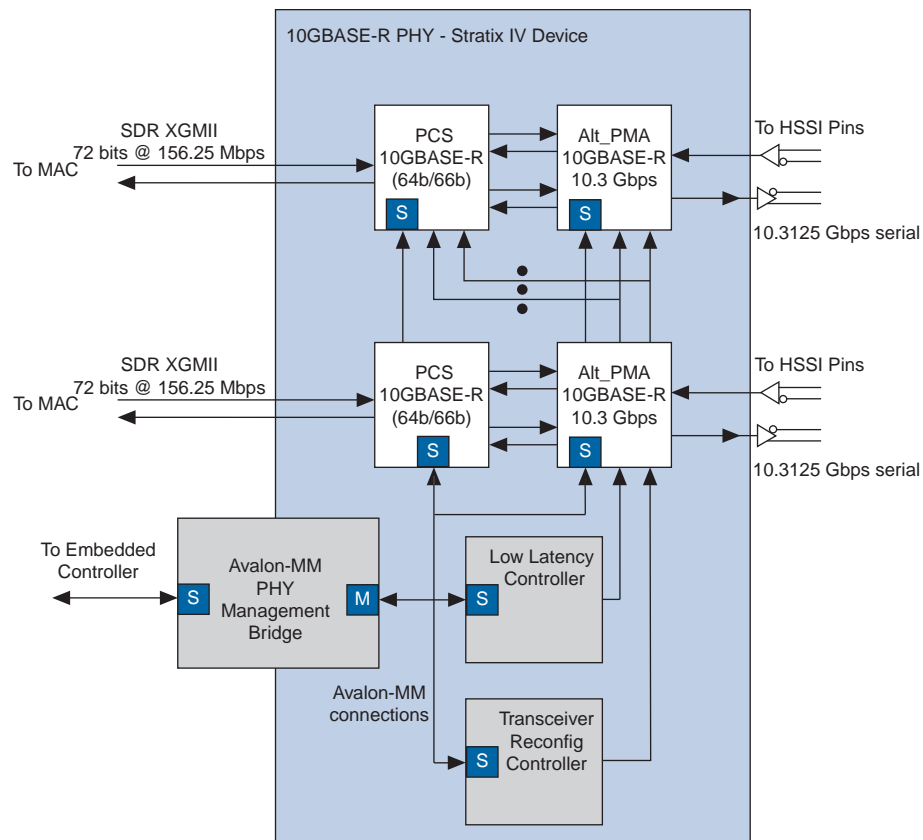 10GBASE-R PHY - Stratix IV Device
SDR XGMII
72 bits @ 156.25 Mbps
To MAC
PCS
10GBASE-R
(64b/66b)
S
Alt_PMA
10GBASE-R
10.3 Gbps
S
To HSSI Pins
10.3125 Gbps serial
SDR XGMII
72 bits @ 156.25 Mbps
To MAC
PCS
10GBASE-R
(64b/66b)
S
Alt_PMA
10GBASE-R
10.3 Gbps
S
To HSSI Pins
10.3125 Gbps serial
To Embedded
Controller
S
Avalon-MM
PHY
Management
Bridge
M
Low Latency
Controller
S
Avalon-MM
connections
Transceiver
Reconfig
Controller
S